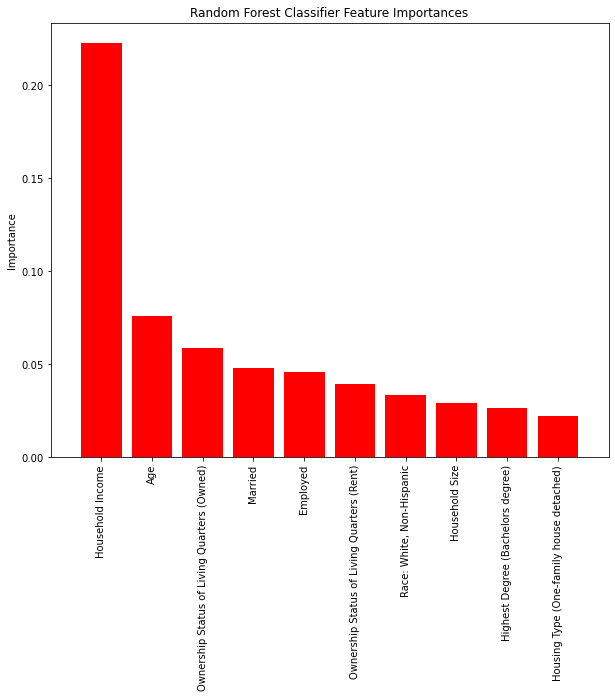 Random Forest Classifier Feature Importances
Importance
0.20
0.15
0.10
0.05
0.00
Household Income
Age
Ownership Status of Living Quarters (Owned)
Married
Employed
Ownership Status of Living Quarters (Rent)
Race: White, Non-Hispanic
Household Size
Highest Degree (Bachelors degree)
Housing Type (One-family house detached)